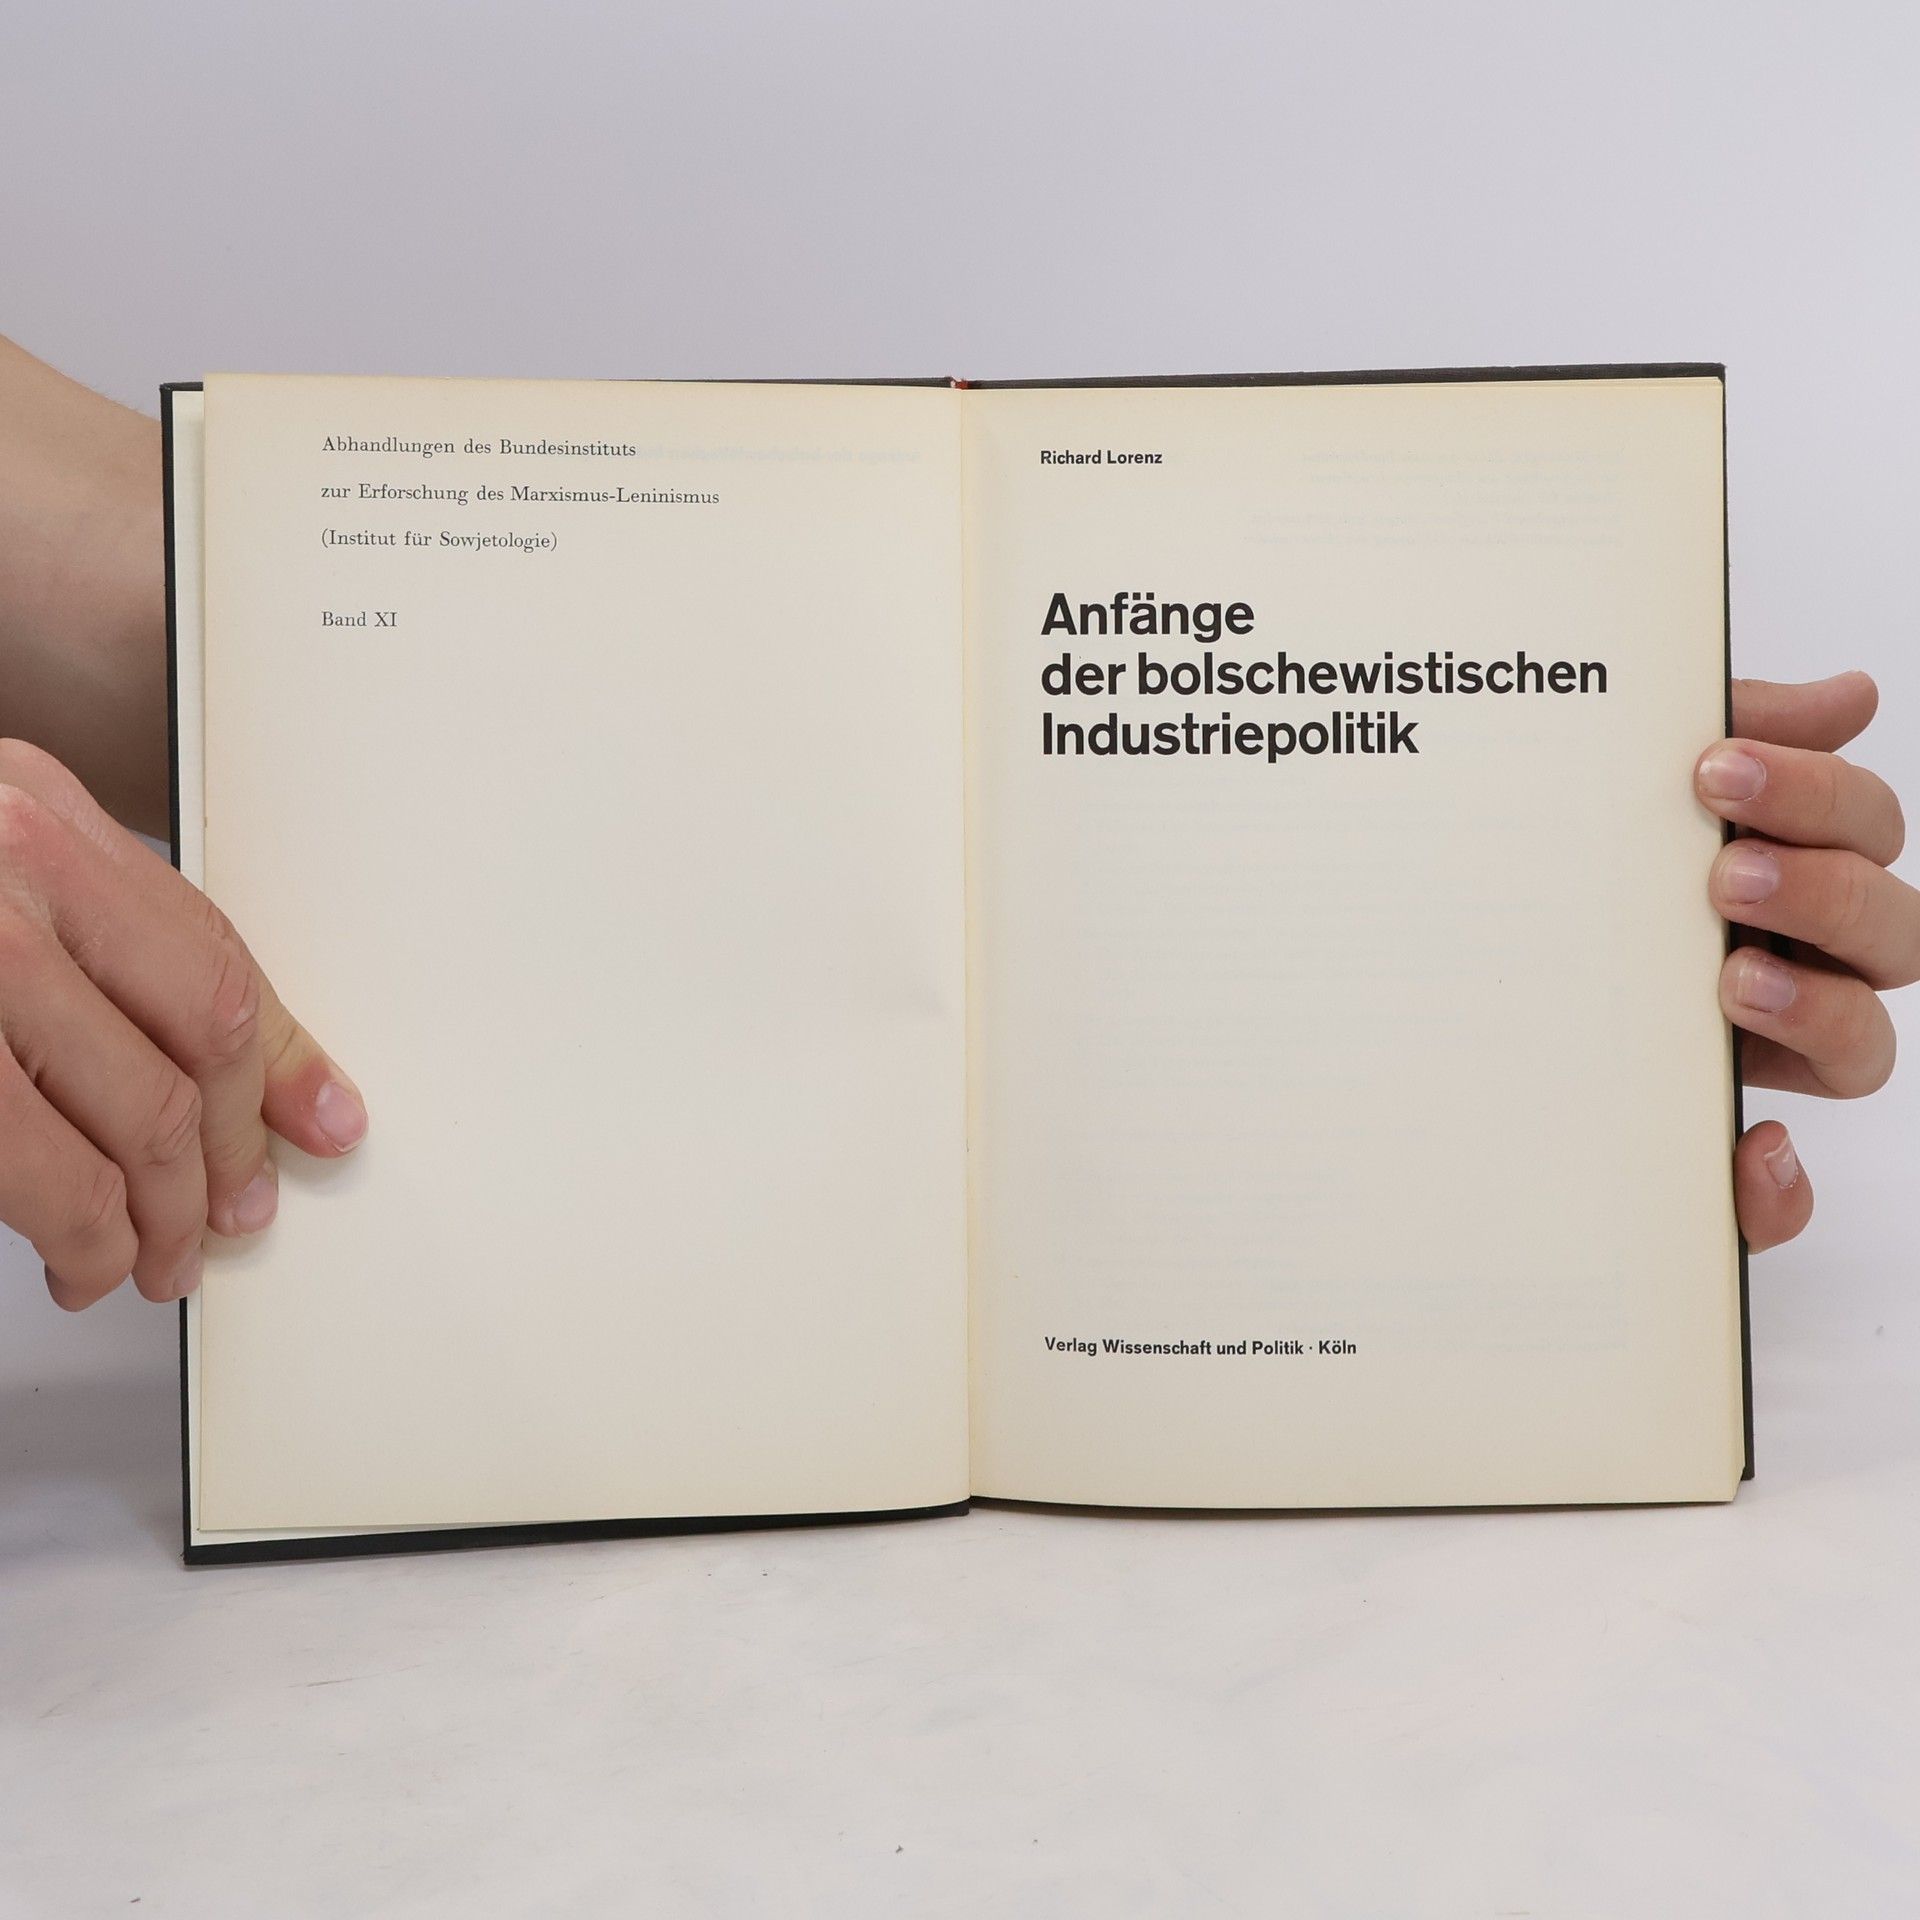 Abhandlungen des Bundesinstituts
zur Erforschung des Marxismus-Leninismus
(Institut für Sowjetologie)
Band XI
Richard Lorenz
Anfänge
der bolschewistischen
Industriepolitik
Verlag Wissenschaft und Politik · Köln